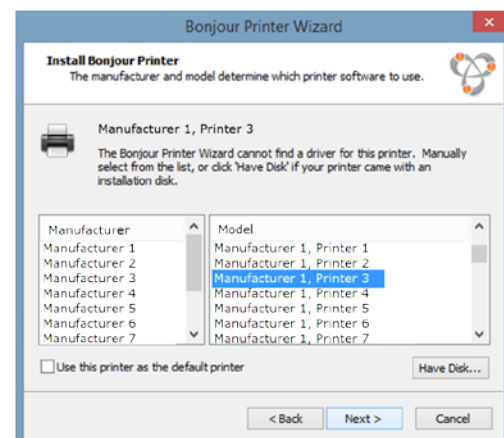 Bonjour Printer Wizard
Install Bonjour Printer
The manufacturer and model determine which printer software to use.
Manufacturer 1, Printer 3
The Bonjour Printer Wizard cannot find a driver for this printer. Manually
select from the list, or click 'Have Disk' if your printer came with an
installation disk.
Manufacturer
Manufacturer 1
Manufacturer 2
Manufacturer 3
Manufacturer 4
Manufacturer 5
Manufacturer 6
Manufacturer 7
Model
Manufacturer 1, Printer 1
Manufacturer 1, Printer 2
Manufacturer 1, Printer 3
Manufacturer 1, Printer 4
Manufacturer 1, Printer 5
Manufacturer 1, Printer 6
Manufacturer 1, Printer 7
Use this printer as the default printer
Have Disk...
< Back
Next >
Cancel